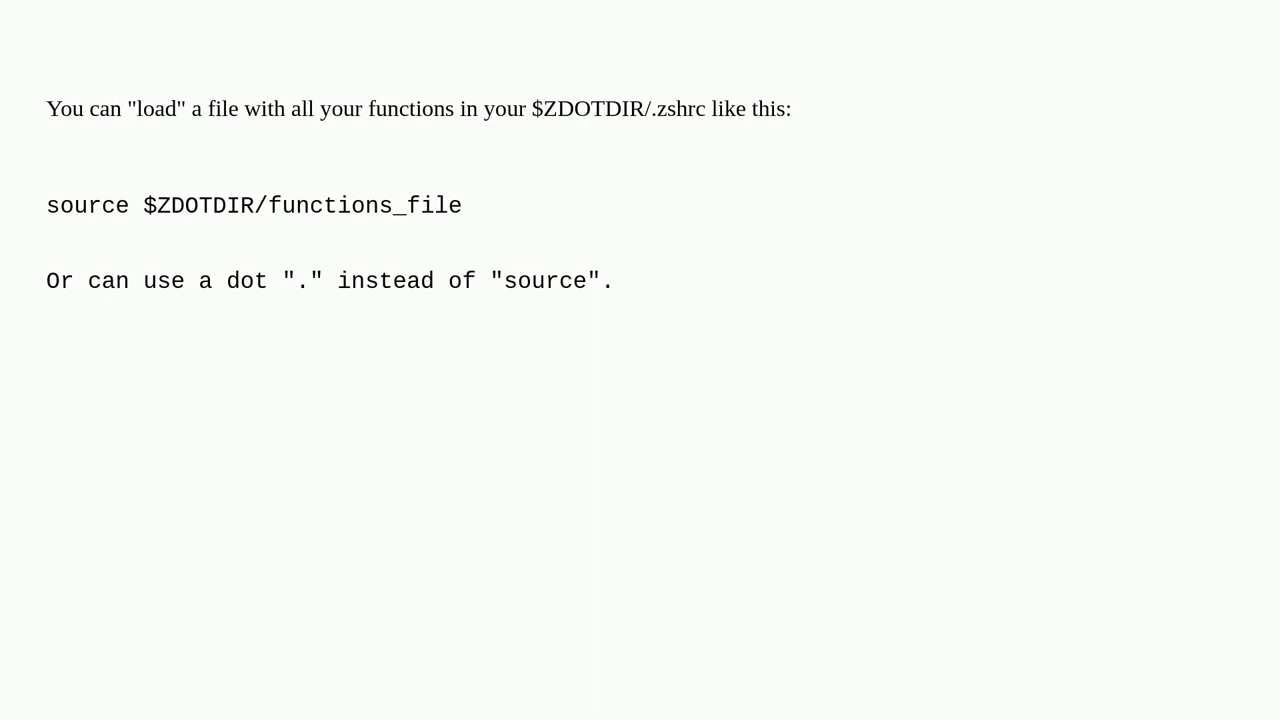 You can "load" a file with all your functions in your $ZDOTDIR/.zshrc like this:
source $ZDOTDIR/functions_file
Or can use a dot "." instead of "source".